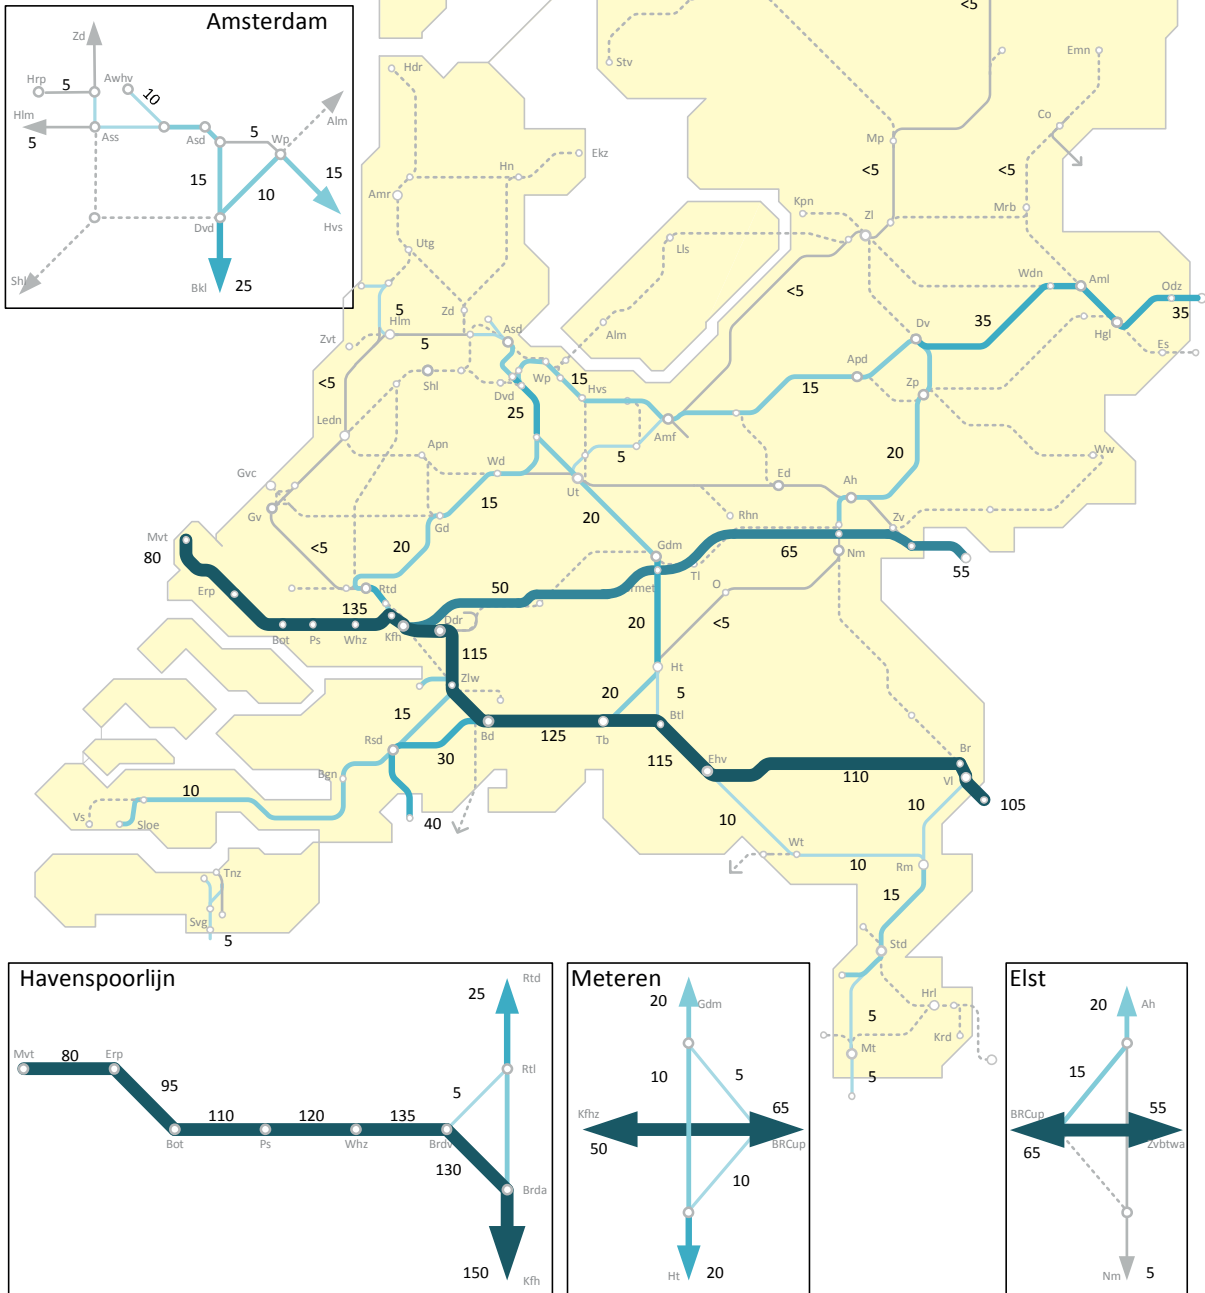 Amsterdam
Zd
Hrp
5
Awhv
10
Hlm
5
Ass
Asd
5
Wp
Alm
15
10
15
Dvd
Hvs
Shl
Bkl
25
<5
Stv
Emn
Hdr
Mp
Co
Ekz
Hn
<5
<5
Amr
Kpn
Zl
Mrb
Utg
Lls
Wdn
Aml
Odz
<5
5
Zd
Hlm
5
Asd
Alm
35
35
Zvt
Dv
Hgl
Es
<5
Shl
Wp
15
Hvs
Apd
15
Zp
Dvd
25
Ledn
Amf
Apn
Wd
5
20
Ww
Gvc
Ut
Ed
Ah
Gv
15
Gd
20
Rhn
Zv
Mvt
80
<5
20
Gdm
65
Nm
55
Tl
Erp
135
Rtd
50
O
Bot
Ps
Whz
Kfh
Ddr
20
<5
115
Zlw
Ht
20
5
15
Btl
Rsd
Bd
125
Tb
30
115
Ehv
Br
Bgn
110
Vl
10
10
105
Vs
Sloe
40
10
Wt
10
Rm
Tnz
15
Svg
5
Std
Hrl
5
Krd
Mt
5
Havenspoorlijn
Rtd
25
Mvt
80
Erp
Rtl
95
5
110
120
135
Bot
Ps
Whz
Brdv
130
Brda
150
Kfh
Meteren
20
Gdm
10
5
Kfhz
65
50
BRCup
10
Ht
20
Elst
20
Ah
15
BRCup
55
65
Zvbtwa
Nm
5